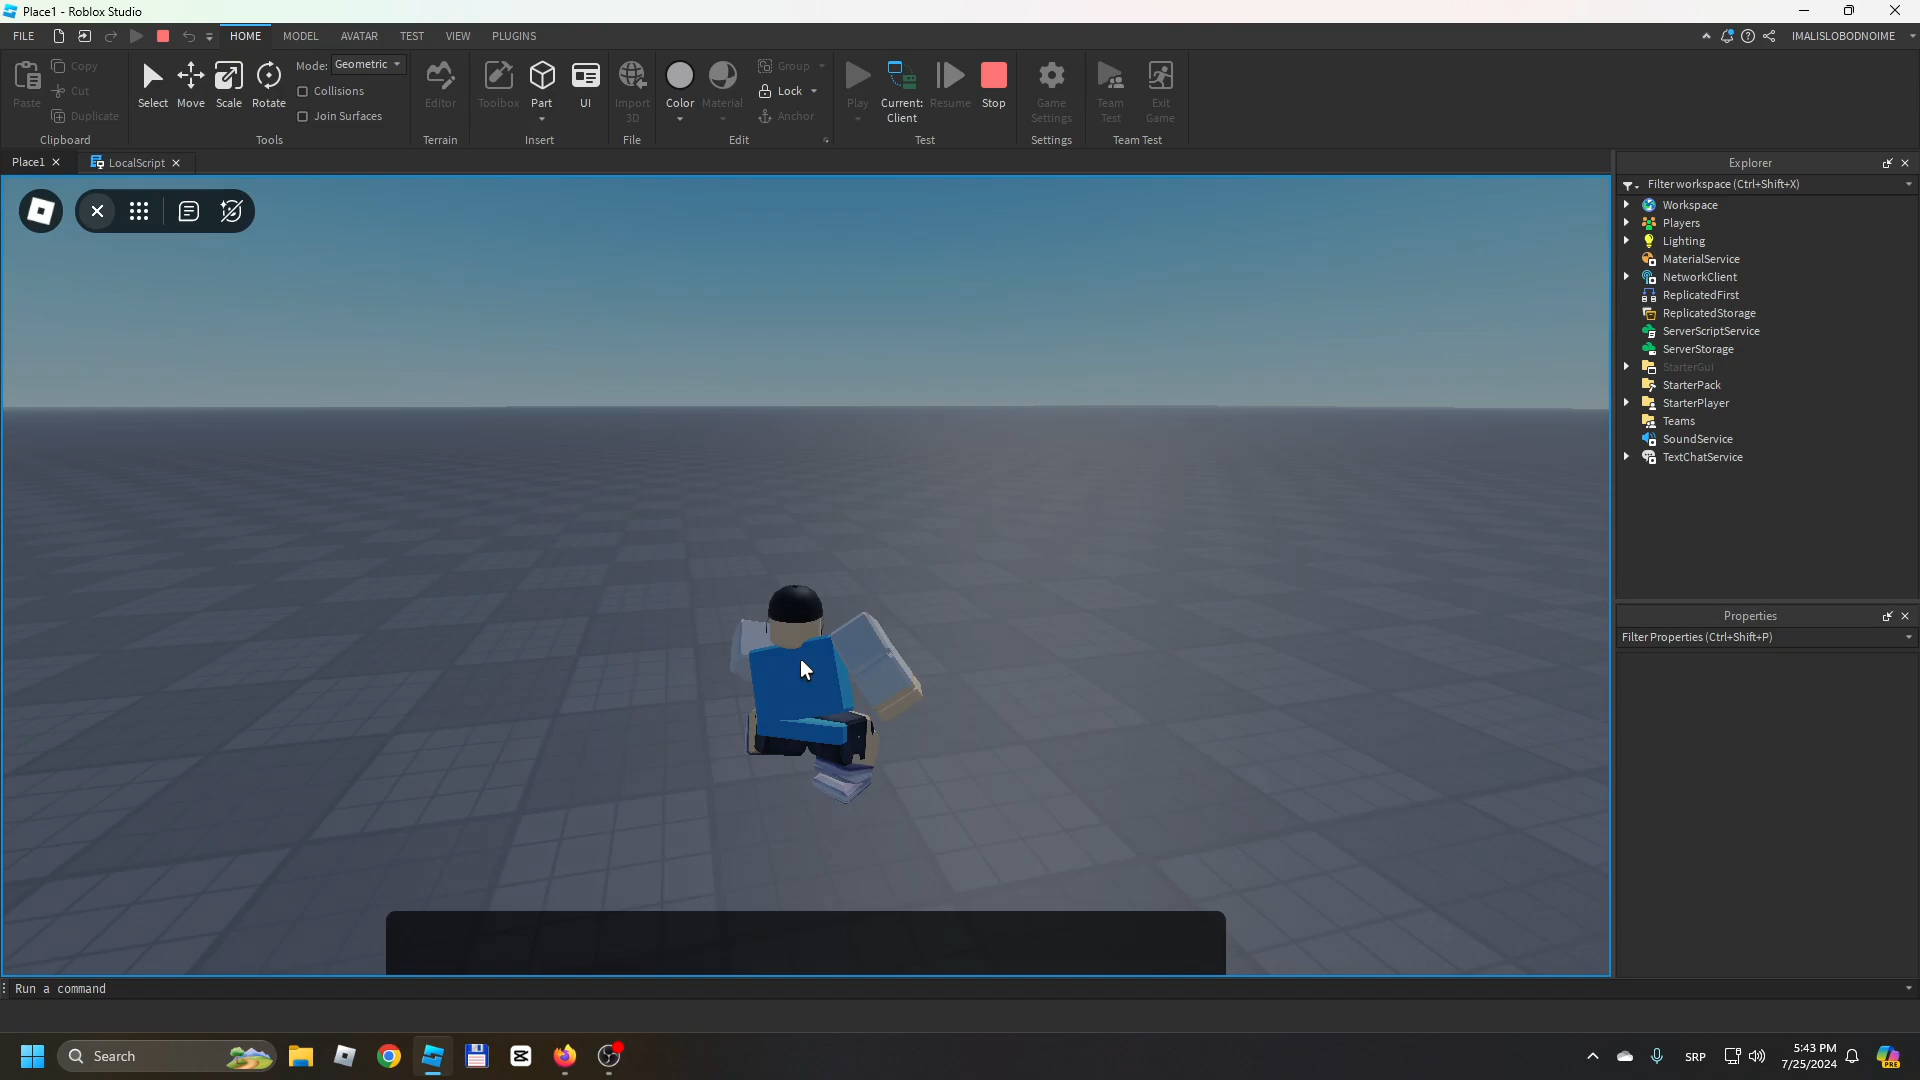 Place1 - Roblox Studio
FILE
HOME
MODEL
AVATAR
TEST
VIEW
PLUGINS
IMALISLOBODNOIME
Paste
Copy
Cut
Duplicate
Clipboard
Select
Move
Scale
Rotate
Mode: Geometric
Collisions
Join Surfaces
Tools
Editor
Terrain
Toolbox
Part
UI
Insert
Import
3D
File
Color
Material
Group
Lock
Anchor
Edit
Play
Current:
Client
Resume
Stop
Test
Game
Settings
Settings
Team
Test
Exit
Game
Team Test
Place1
LocalScript
Explorer
Filter workspace (Ctrl+Shift+X)
Workspace
Players
Lighting
MaterialService
NetworkClient
ReplicatedFirst
ReplicatedStorage
ServerScriptService
ServerStorage
StarterGui
StarterPack
StarterPlayer
Teams
SoundService
TextChatService
Properties
Filter Properties (Ctrl+Shift+P)
Run a command
Search
SRP
5:43 PM
7/25/2024
PRE